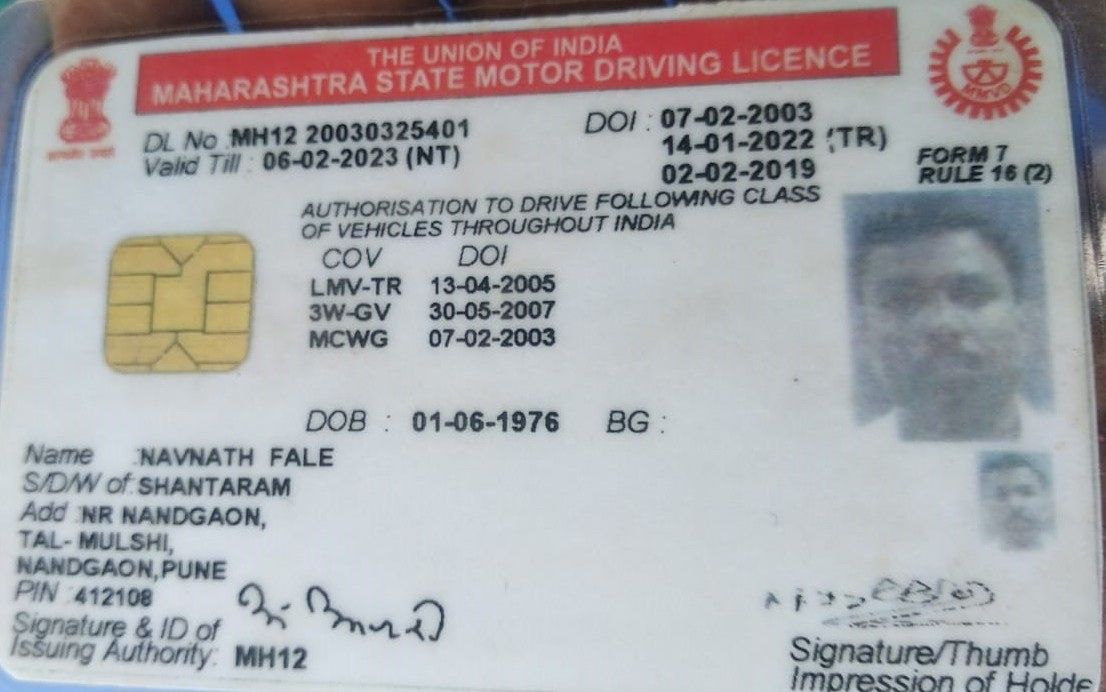 THE UNION OF INDIA
MAHARASHTRA STATE MOTOR DRIVING LICENCE
MMVD
DL No : MH12 20030325401
DOI : 07-02-2003
Valid Till : 06-02-2023 (NT)
14-01-2022 (TR)
02-02-2019
FORM 7
RULE 16 (2)
AUTHORISATION TO DRIVE FOLLOWING CLASS
OF VEHICLES THROUGHOUT INDIA
COV DOI
LMV-TR 13-04-2005
3W-GV 30-05-2007
MCWG 07-02-2003
DOB : 01-06-1976 BG :
Name :NAVNATH FALE
S/D/W of:SHANTARAM
Add :NR NANDGAON,
TAL- MULSHI,
NANDGAON,PUNE
PIN :412108
Signature & ID of
Issuing Authority: MH12
Signature/Thumb
Impression of Holde